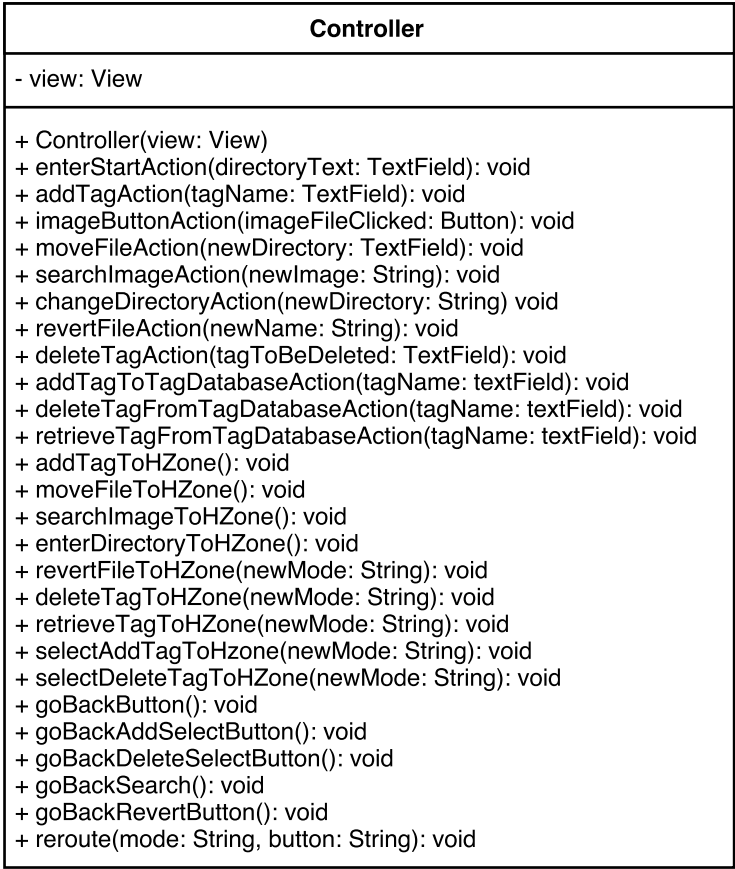 Controller
- view: View
+ Controller(view: View)
+ enterStartAction(directoryText: TextField): void
+ addTagAction(tagName: TextField): void
+ imageButtonAction(imageFileClicked: Button): void
+ moveFileAction(newDirectory: TextField): void
+ searchImageAction(newImage: String): void
+ changeDirectoryAction(newDirectory: String) void
+ revertFileAction(newName: String): void
+ deleteTagAction(tagToBeDeleted: TextField): void
+ addTagToTagDatabaseAction(tagName: textField): void
+ deleteTagFromTagDatabaseAction(tagName: textField): void
+ retrieveTagFromTagDatabaseAction(tagName: textField): void
+ addTagToHZone(): void
+ moveFileToHZone(): void
+ searchImageToHZone(): void
+ enterDirectoryToHZone(): void
+ revertFileToHZone(newMode: String): void
+ deleteTagToHZone(newMode: String): void
+ retrieveTagToHZone(newMode: String): void
+ selectAddTagToHzone(newMode: String): void
+ selectDeleteTagToHZone(newMode: String): void
+ goBackButton(): void
+ goBackAddSelectButton(): void
+ goBackDeleteSelectButton(): void
+ goBackSearch(): void
+ goBackRevertButton(): void
+ reroute(mode: String, button: String): void